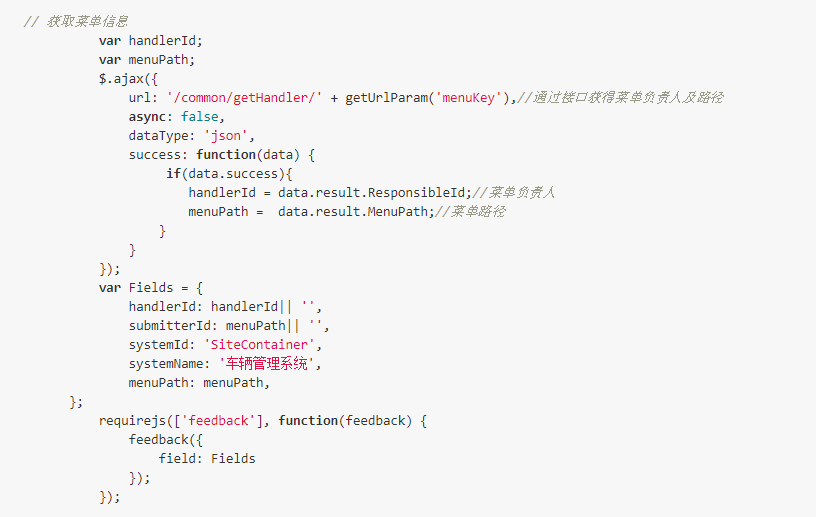 // 获取菜单信息
var handlerId;
var menuPath;
$.ajax({
url: '/common/getHandler/' + getUrlParam('menuKey'),//通过接口获得菜单负责人及路径
async: false,
dataType: 'json',
success: function(data) {
if(data.success){
handlerId = data.result.ResponsibleId;//菜单负责人
menuPath =  data.result.MenuPath;//菜单路径
}
}
});
var Fields = {
handlerId: handlerId|| '',
submitterId: menuPath|| '',
systemId: 'SiteContainer',
systemName: '车辆管理系统',
menuPath: menuPath,
};
requirejs(['feedback'], function(feedback) {
feedback({
field: Fields
});
});